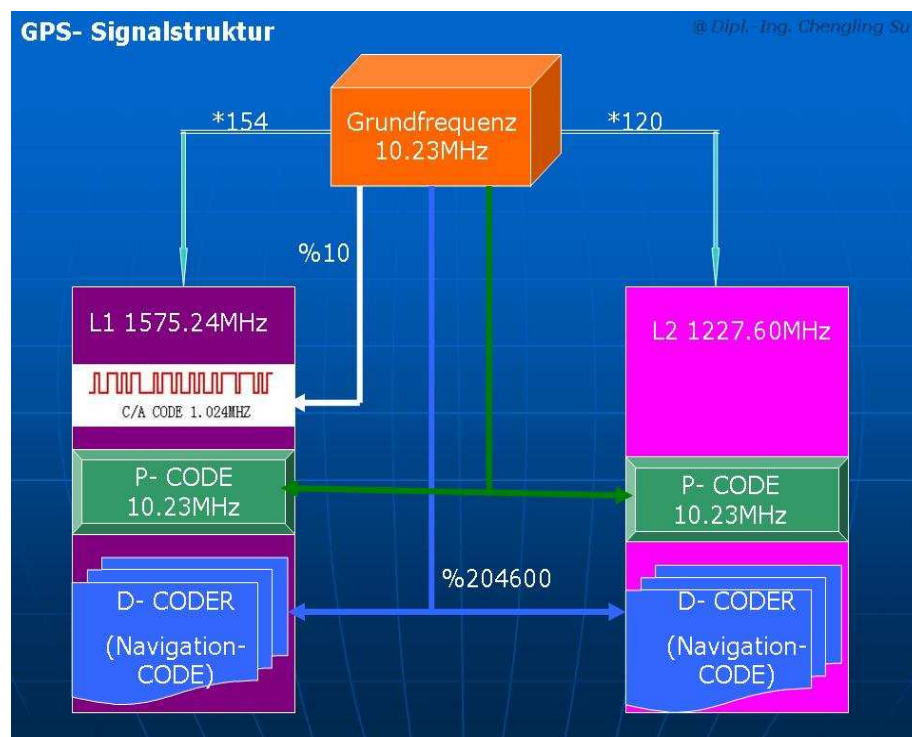 GPS- Signalstruktur
@ Dipl.-Ing. Chengling Su
*154
Grundfrequenz
10.23MHz
*120
%10
L1 1575.24MHz
L2 1227.60MHz
C/A CODE 1.024MHZ
P- CODE
10.23MHz
P- CODE
10.23MHz
%204600
D- CODER
(Navigation-
CODE)
D- CODER
(Navigation-
CODE)